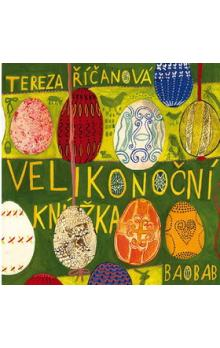 TEREZA ŘÍČANOVÁ
VELIKONOČNÍ
KNÍŽKA
BAOBAB